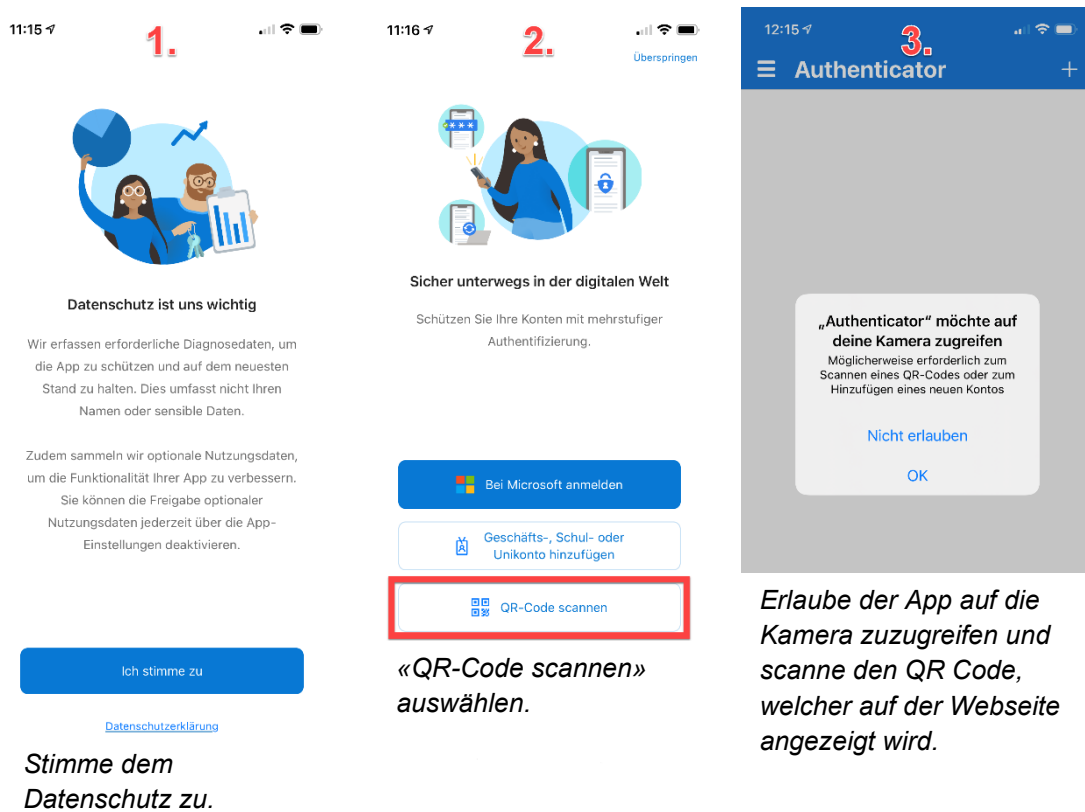 11:15
1.
Datenschutz ist uns wichtig
Wir erfassen erforderliche Diagnosedaten, um
die App zu schützen und auf dem neuesten
Stand zu halten. Dies umfasst nicht Ihren
Namen oder sensible Daten.
Zudem sammeln wir optionale Nutzungsdaten,
um die Funktionalität Ihrer App zu verbessern.
Sie können die Freigabe optionaler
Nutzungsdaten jederzeit über die App-
Einstellungen deaktivieren.
Ich stimme zu
Datenschutzerklärung
Stimme dem
Datenschutz zu.
11:16
2.
Überspringen
****
Sicher unterwegs in der digitalen Welt
Schützen Sie Ihre Konten mit mehrstufiger
Authentifizierung.
Bei Microsoft anmelden
Geschäfts-, Schul- oder
Unikonto hinzufügen
QR-Code scannen
«QR-Code scannen»
auswählen.
12:15
3.
Authenticator
„Authenticator“ möchte auf
deine Kamera zugreifen
Möglicherweise erforderlich zum
Scannen eines QR-Codes oder zum
Hinzufügen eines neuen Kontos
Nicht erlauben
OK
Erlaube der App auf die
Kamera zuzugreifen und
scanne den QR Code,
welcher auf der Webseite
angezeigt wird.